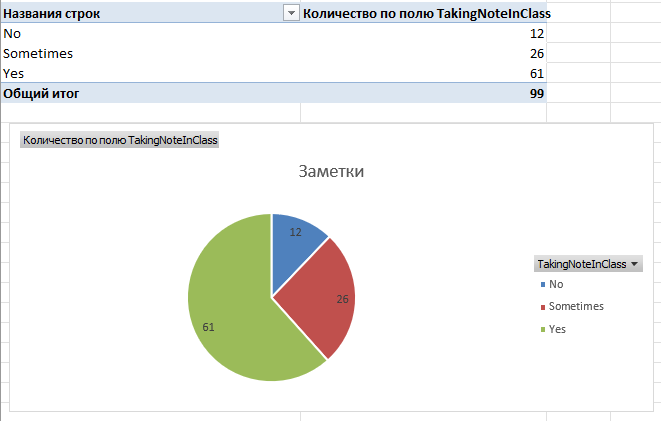 Названия строк Количество по полю TakingNoteInClass
No 12
Sometimes 26
Yes 61
Общий итог 99
Количество по полю TakingNoteInClass
Заметки
12
26
61
TakingNoteInClass
No
Sometimes
Yes